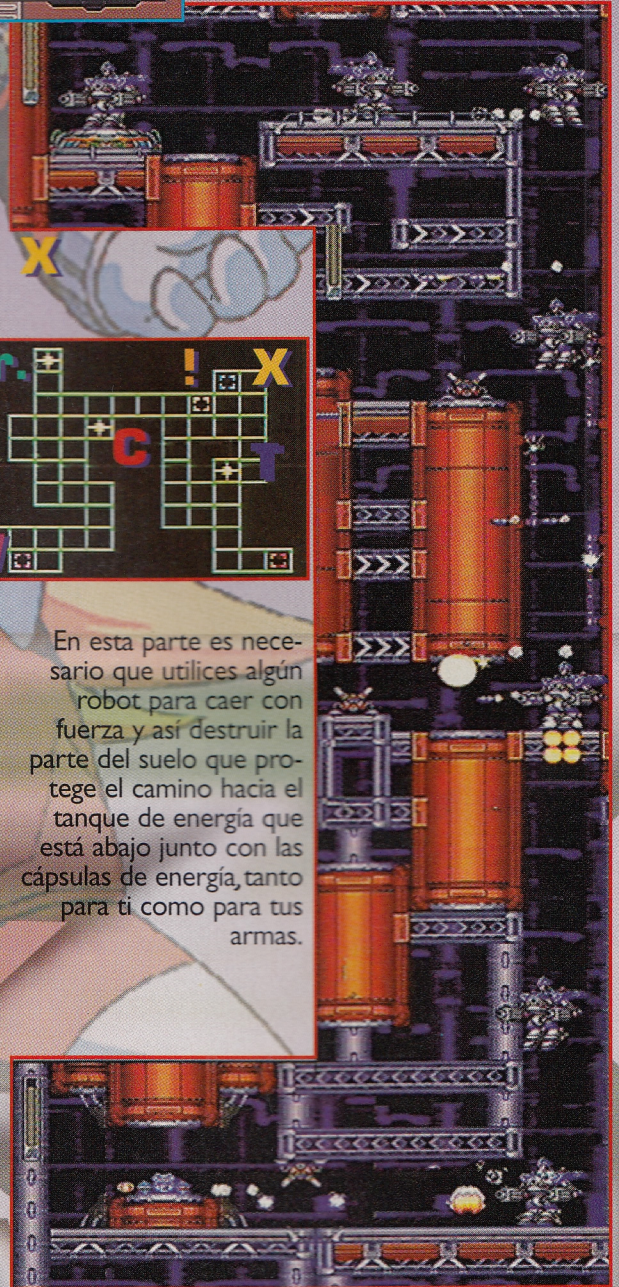 X
r.
!
X
C
T
En esta parte es nece-
sario que utilices algún
robot para caer con
fuerza y así destruir la
parte del suelo que pro-
tege el camino hacia el
tanque de energía que
está abajo junto con las
cápsulas de energía, tanto
para ti como para tus
armas.